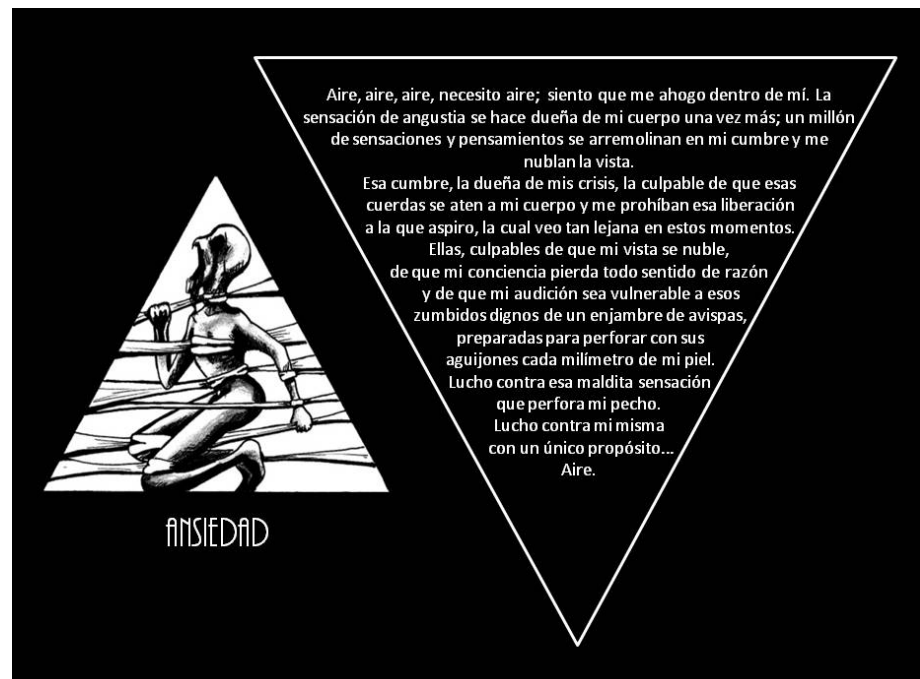 Aire, aire, aire, necesito aire; siento que me ahogo dentro de mí. La
sensación de angustia se hace dueña de mi cuerpo una vez más; un millón
de sensaciones y pensamientos se arremolinan en mi cumbre y me
nublan la vista.
Esa cumbre, la dueña de mis crisis, la culpable de que esas
cuerdas se aten a mi cuerpo y me prohíban esa liberación
a la que aspiro, la cual veo tan lejana en estos momentos.
Ellas, culpables de que mi vista se nuble,
de que mi conciencia pierda todo sentido de razón
y de que mi audición sea vulnerable a esos
zumbidos dignos de un enjambre de avispas,
preparadas para perforar con sus
aguijones cada milímetro de mi piel.
Lucho contra esa maldita sensación
que perfora mi pecho.
Lucho contra mi misma
con un único propósito...
Aire.
ANSIEDAD